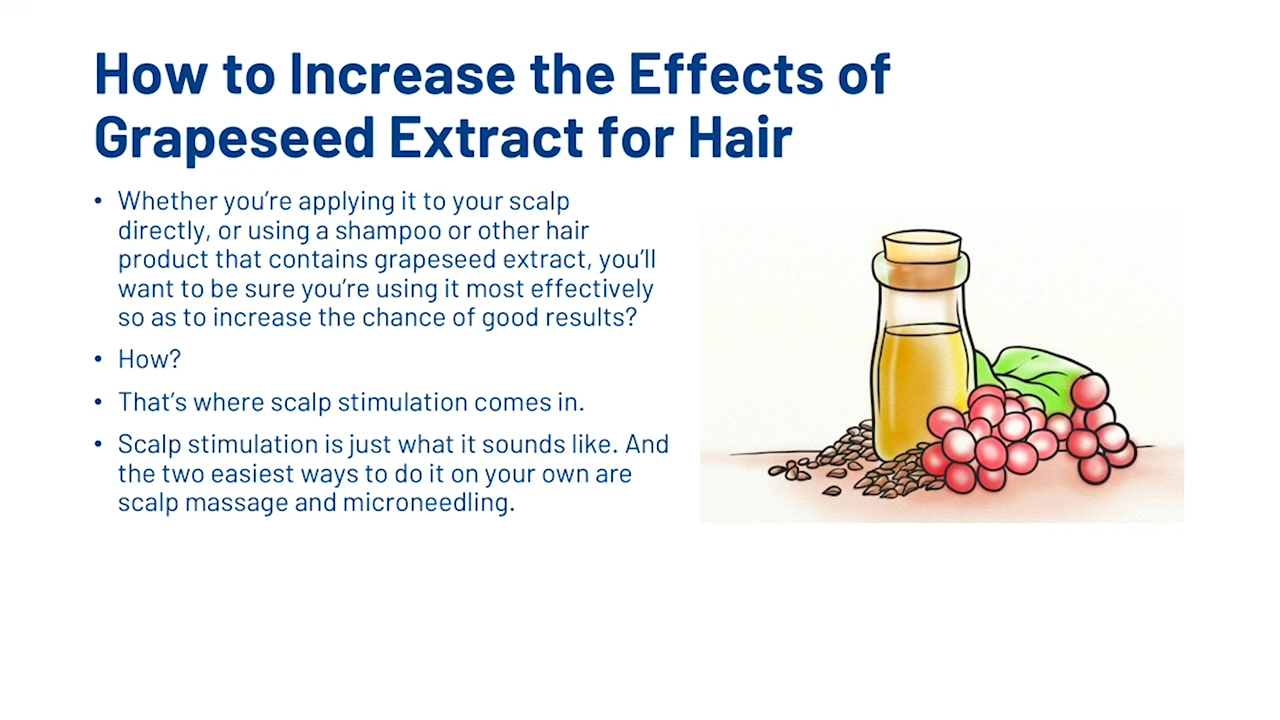 How to Increase the Effects of
Grapeseed Extract for Hair
• Whether you’re applying it to your scalp
directly, or using a shampoo or other hair
product that contains grapeseed extract, you’ll
want to be sure you’re using it most effectively
so as to increase the chance of good results?
• How?
• That’s where scalp stimulation comes in.
• Scalp stimulation is just what it sounds like. And
the two easiest ways to do it on your own are
scalp massage and microneedling.